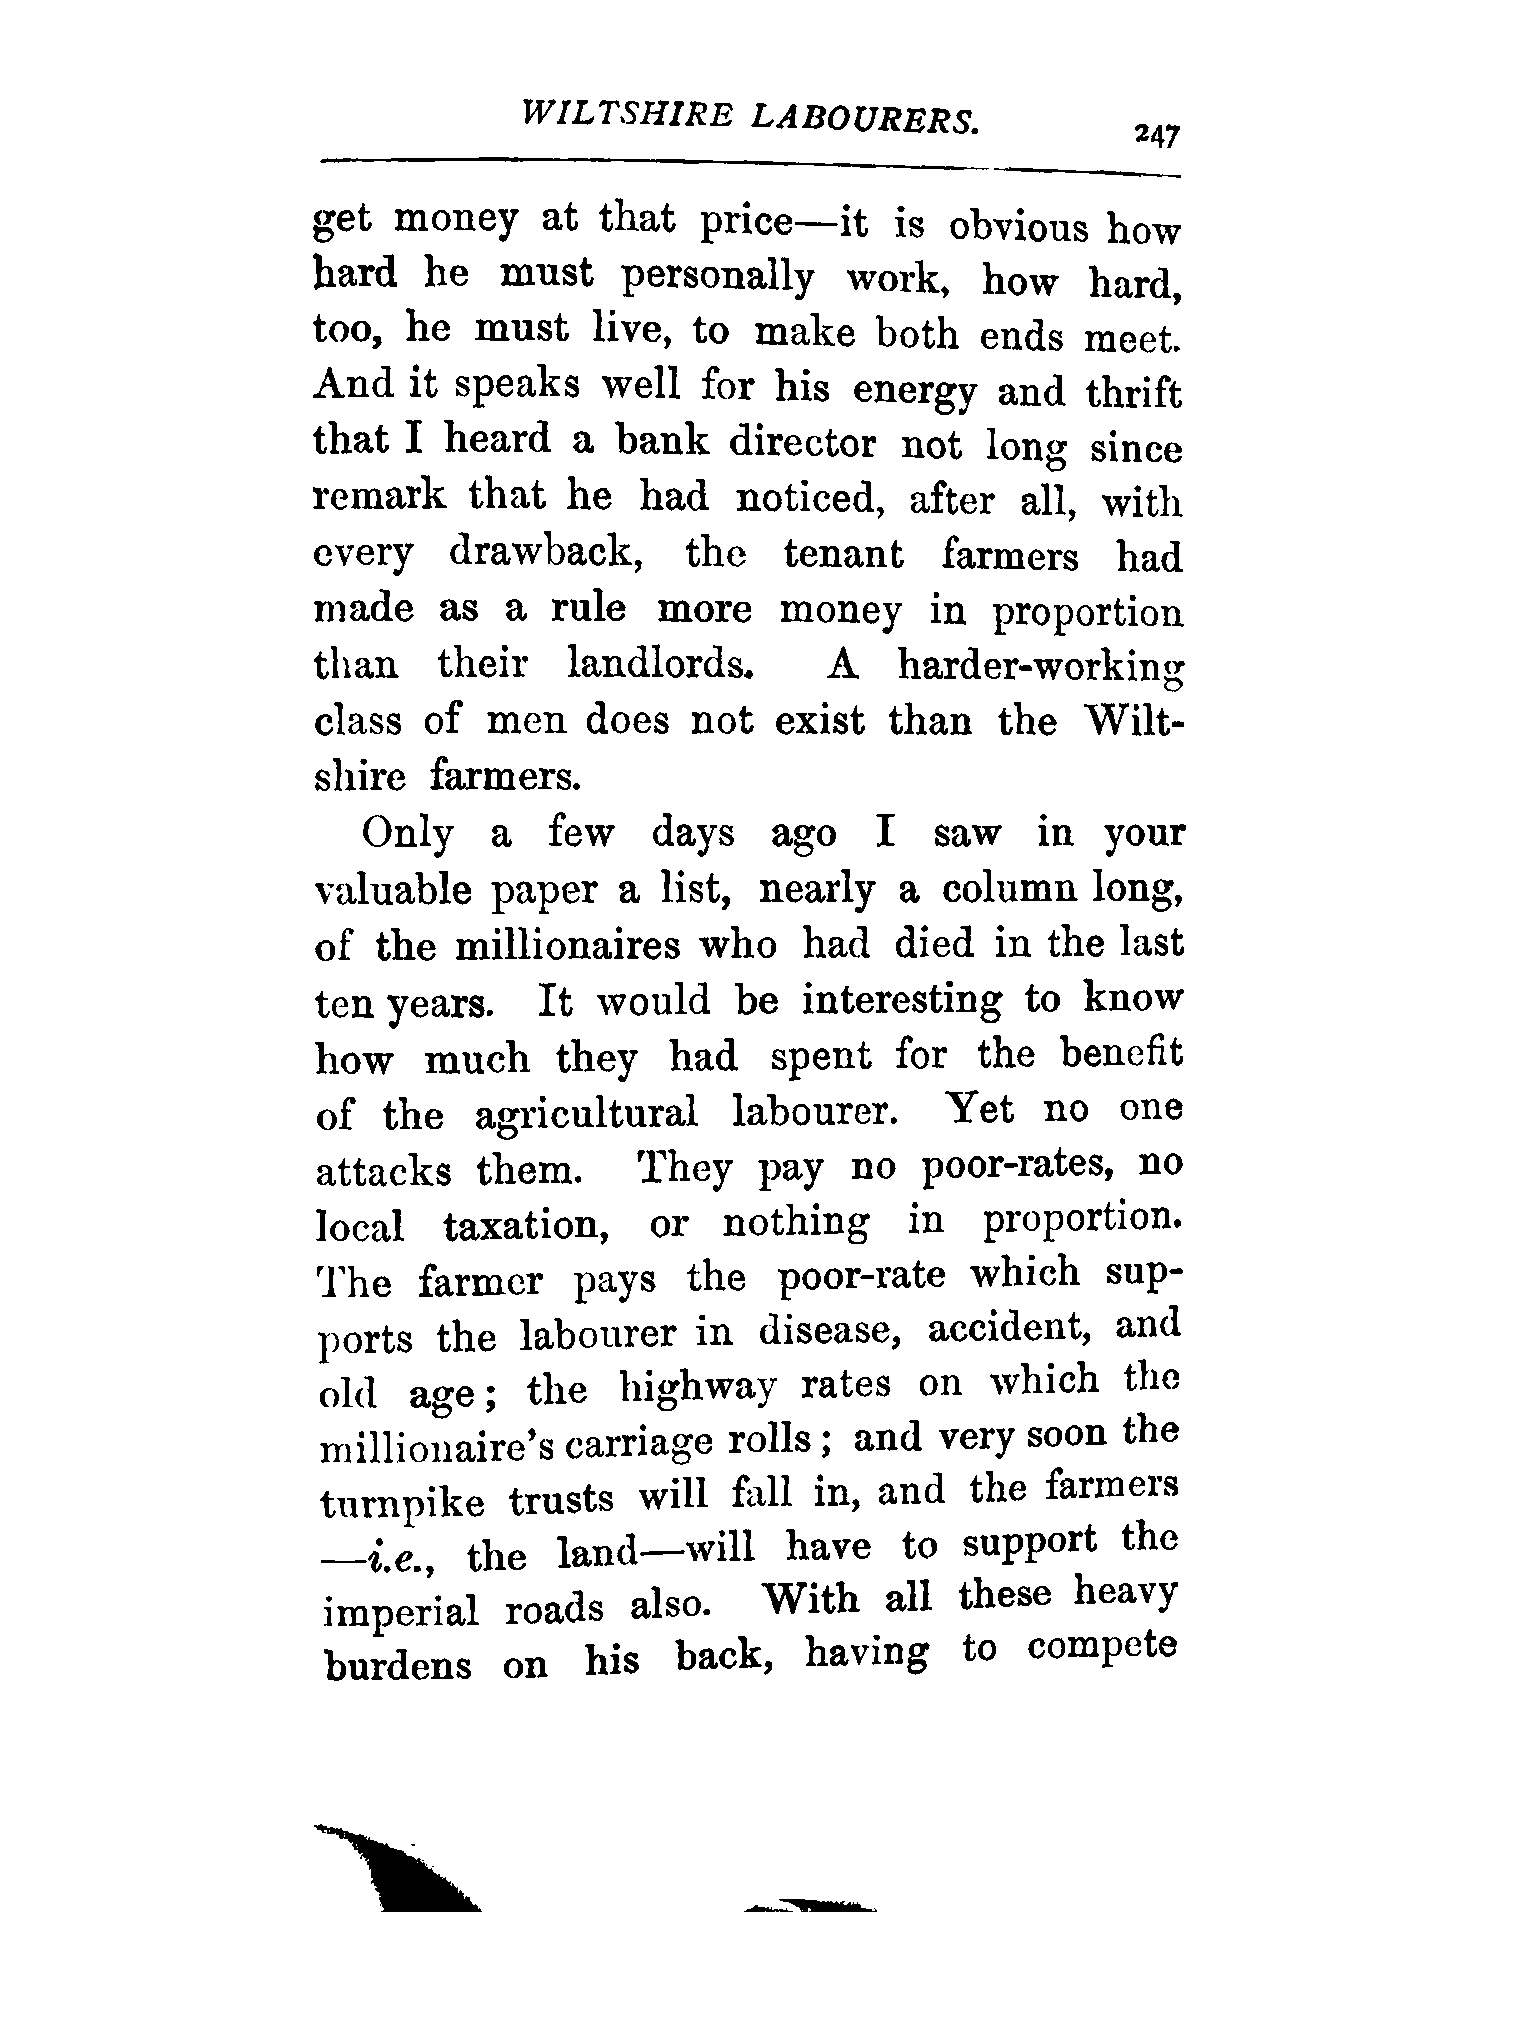 WILTSHIRE LABOURERS.
247
get money at that price—it is obvious how
hard he must personally work, how hard,
too, he must live, to make both ends meet.
And it speaks well for his energy and thrift
that I heard a bank director not long since
remark that he had noticed, after all, with
every drawback, the tenant farmers had
made as a rule more money in proportion
than their landlords. A harder-working
class of men does not exist than the Wilt-
shire farmers.
Only a few days ago I saw in your
valuable paper a list, nearly a column long,
of the millionaires who had died in the last
ten years. It would be interesting to know
how much they had spent for the benefit
of the agricultural labourer. Yet no one
attacks them. They pay no poor-rates, no
local taxation, or nothing in proportion.
The farmer pays the poor-rate which sup-
ports the labourer in disease, accident, and
old age; the highway rates on which the
millionaire's carriage rolls; and very soon the
turnpike trusts will fall in, and the farmers
—i.e., the land—will have to support the
imperial roads also. With all these heavy
burdens on his back, having to compete